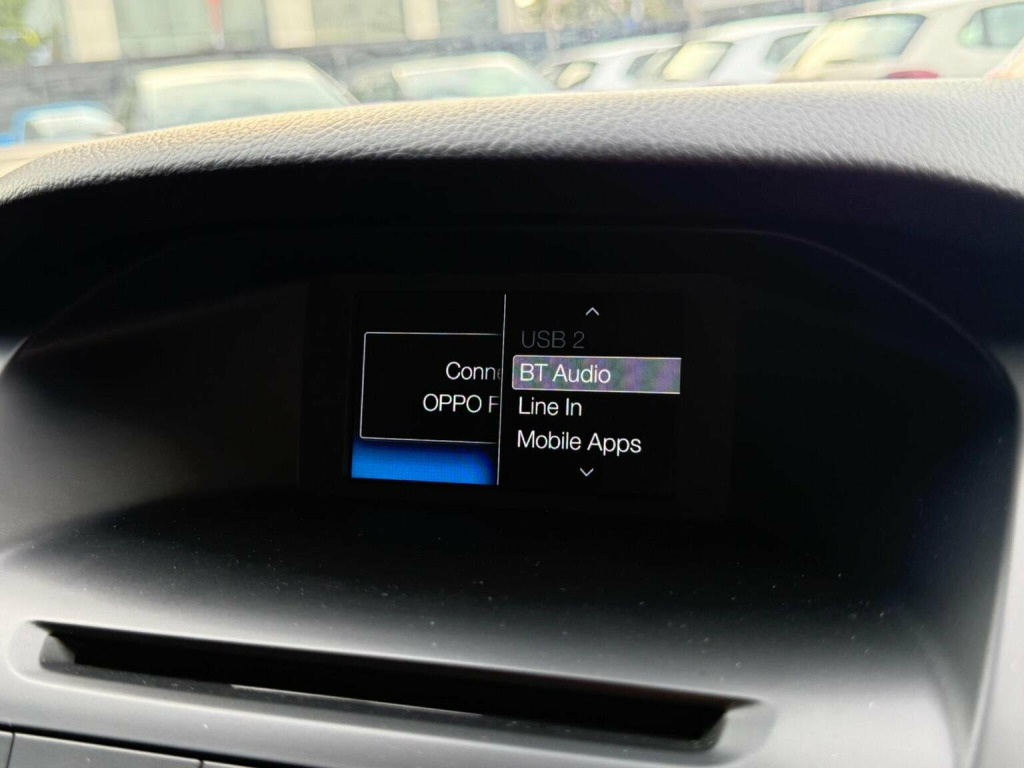 Conne
OPPO F
USB 2
BT Audio
Line In
Mobile Apps